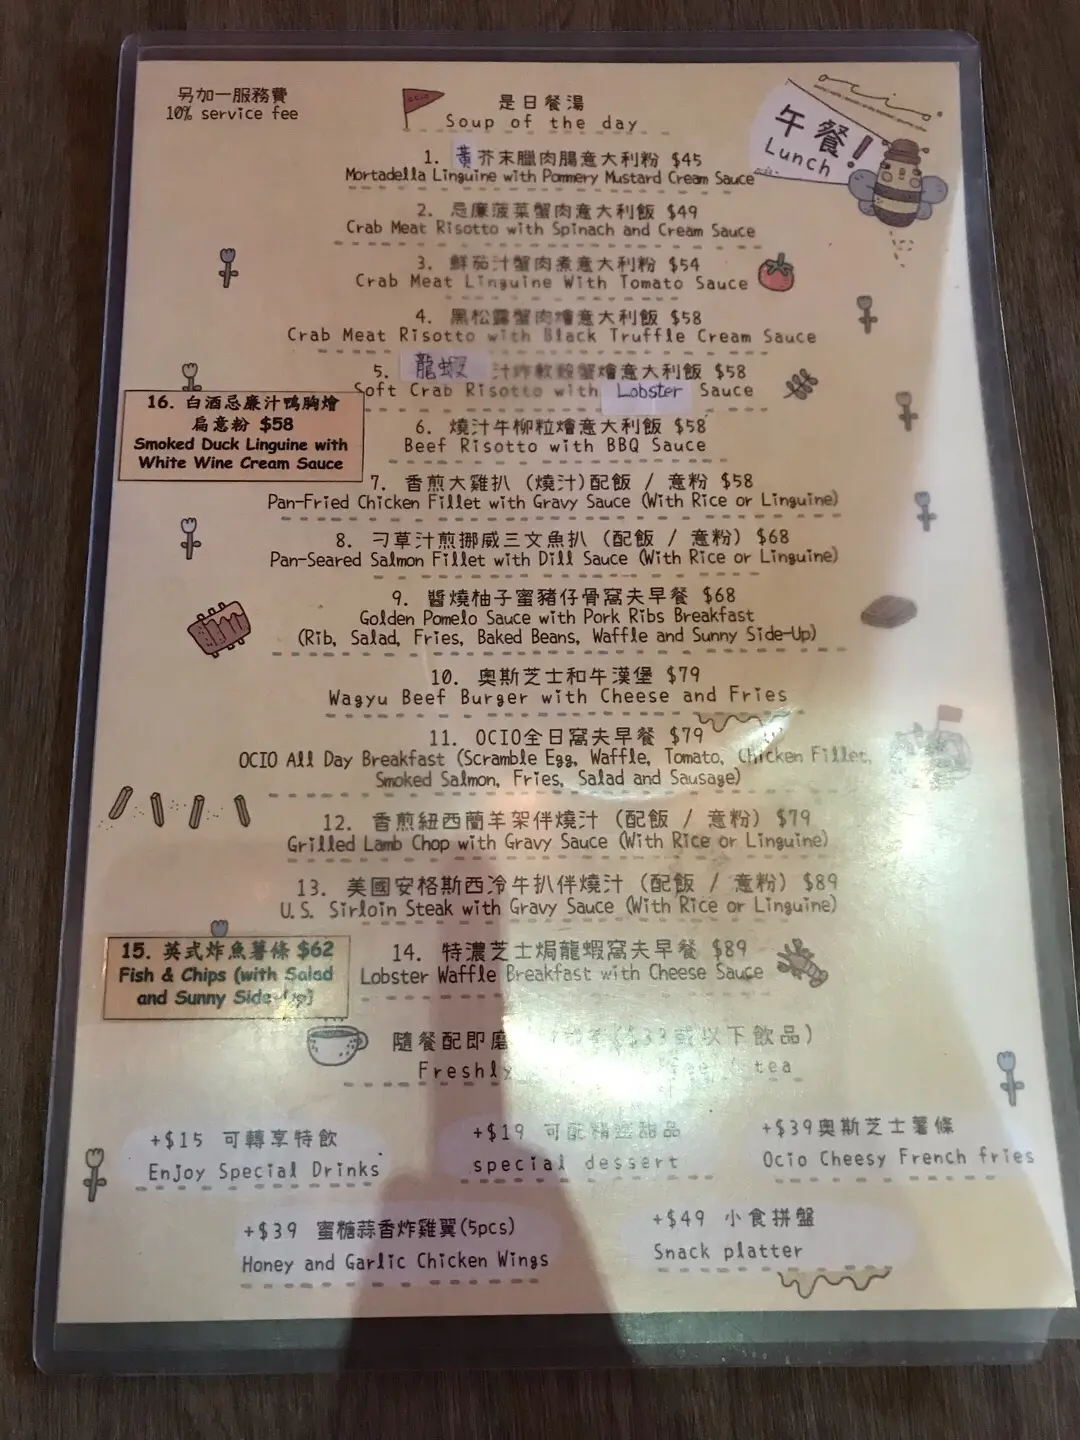 另加一服務費
10% service fee
OCIO
是日餐湯
Soup of the day
午餐!
Lunch
1. 黃芥末臘肉腸意大利粉 $45
Mortadella Linguine with Pommery Mustard Cream Sauce
2. 忌廉菠菜蟹肉意大利飯 $49
Crab Meat Risotto with Spinach and Cream Sauce
3. 鮮茄汁蟹肉煮意大利粉 $54
Crab Meat Linguine With Tomato Sauce
4. 黑松露蟹肉燴意大利飯 $58
Crab Meat Risotto with Black Truffle Cream Sauce
5. 龍蝦 汁炸軟殼蟹燴意大利飯 $58
Soft Crab Risotto with Lobster Sauce
16. 白酒忌廉汁鴨胸燴
扁意粉 $58
Smoked Duck Linguine with
White Wine Cream Sauce
6. 燒汁牛柳粒燴意大利飯 $58
Beef Risotto with BBQ Sauce
7. 香煎大雞扒 (燒汁)配飯 / 意粉 $58
Pan-Fried Chicken Fillet with Gravy Sauce (With Rice or Linguine)
8. 刁草汁煎挪威三文魚扒 (配飯 / 意粉) $68
Pan-Seared Salmon Fillet with Dill Sauce (With Rice or Linguine)
9. 醬燒柚子蜜豬仔骨窩夫早餐 $68
Golden Pomelo Sauce with Pork Ribs Breakfast
(Rib, Salad, Fries, Baked Beans, Waffle and Sunny Side-Up)
10. 奧斯芝士和牛漢堡 $79
Wagyu Beef Burger with Cheese and Fries
11. OCIO全日窩夫早餐 $79
OCIO All Day Breakfast (Scramble Egg, Waffle, Tomato, Chicken Fillet,
Smoked Salmon, Fries, Salad and Sausage)
12. 香煎紐西蘭羊架伴燒汁 (配飯 / 意粉) $79
Grilled Lamb Chop with Gravy Sauce (With Rice or Linguine)
13. 美國安格斯西冷牛扒伴燒汁 (配飯 / 意粉) $89
U.S. Sirloin Steak with Gravy Sauce (With Rice or Linguine)
15. 英式炸魚薯條 $62
Fish & Chips (with Salad
and Sunny Side-Up)
14. 特濃芝士焗龍蝦窩夫早餐 $89
Lobster Waffle Breakfast with Cheese Sauce
隨餐配即磨 ($33或以下飲品)
Freshly tea
+$15 可轉享特飲
Enjoy Special Drinks
+$19 可配精選甜品
special dessert
+$39奧斯芝士薯條
Ocio Cheesy French fries
+$39 蜜糖蒜香炸雞翼(5pcs)
Honey and Garlic Chicken Wings
+$49 小食拼盤
Snack platter